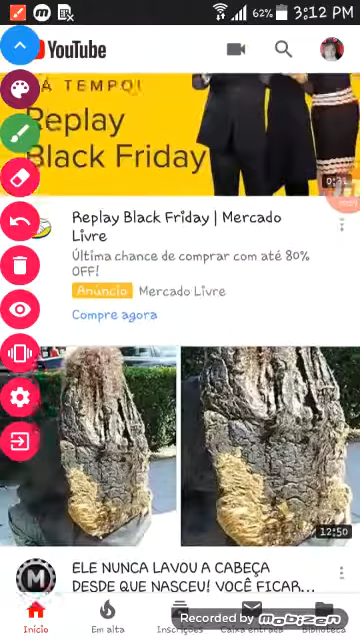 62% 3:12 PM
YouTube
Á TEMPO!
Replay
Black Friday
0:31
Replay Black Friday | Mercado
Livre
Última chance de comprar com até 80%
OFF!
Anúncio Mercado Livre
Compre agora
12:50
M
ELE NUNCA LAVOU A CABEÇA
DESDE QUE NASCEU! VOCÊ FICAR...
Início
Em alta
Inscrições
Caixa entrada
Biblioteca
Recorded by mobizen